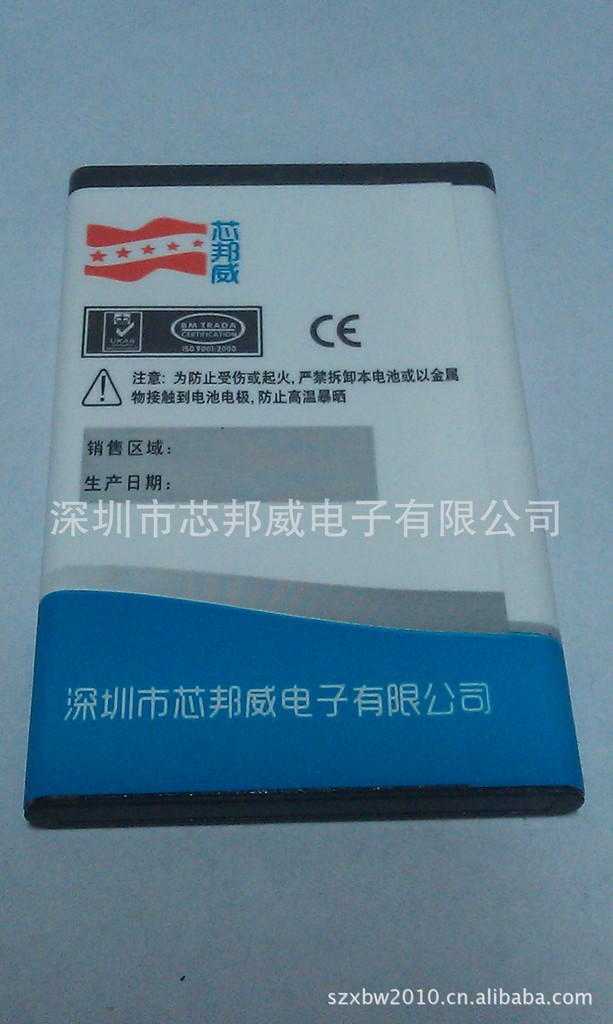 芯邦威
UKAS
BM TRADA
CERTIFICATION
ISO 9001:2000
CE
注意: 为防止受伤或起火,严禁拆卸本电池或以金属
物接触到电池电极,防止高温暴晒
销售区域:
生产日期:
深圳市芯邦威电子有限公司
深圳市芯邦威电子有限公司
szxbw2010.cn.alibaba.com